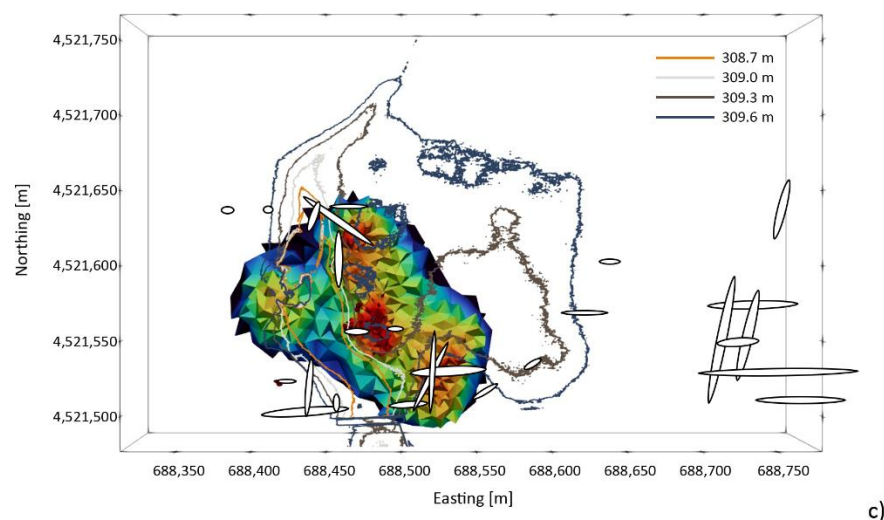 4,521,750
4,521,700
4,521,650
4,521,600
4,521,550
4,521,500
Northing [m]
308.7 m
309.0 m
309.3 m
309.6 m
688,350 688,400 688,450 688,500 688,550 688,600 688,650 688,700 688,750
Easting [m]
c)